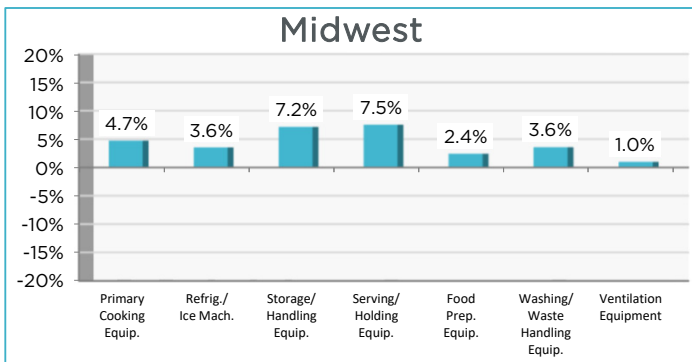 Midwest
20%
15%
10%
5%
0%
-5%
-10%
-15%
-20%
4.7%
3.6%
7.2%
7.5%
2.4%
3.6%
1.0%
Primary
Cooking
Equip.
Refrig./
Ice Mach.
Storage/
Handling
Equip.
Serving/
Holding
Equip.
Food
Prep.
Equip.
Washing/
Waste
Handling
Equip.
Ventilation
Equipment